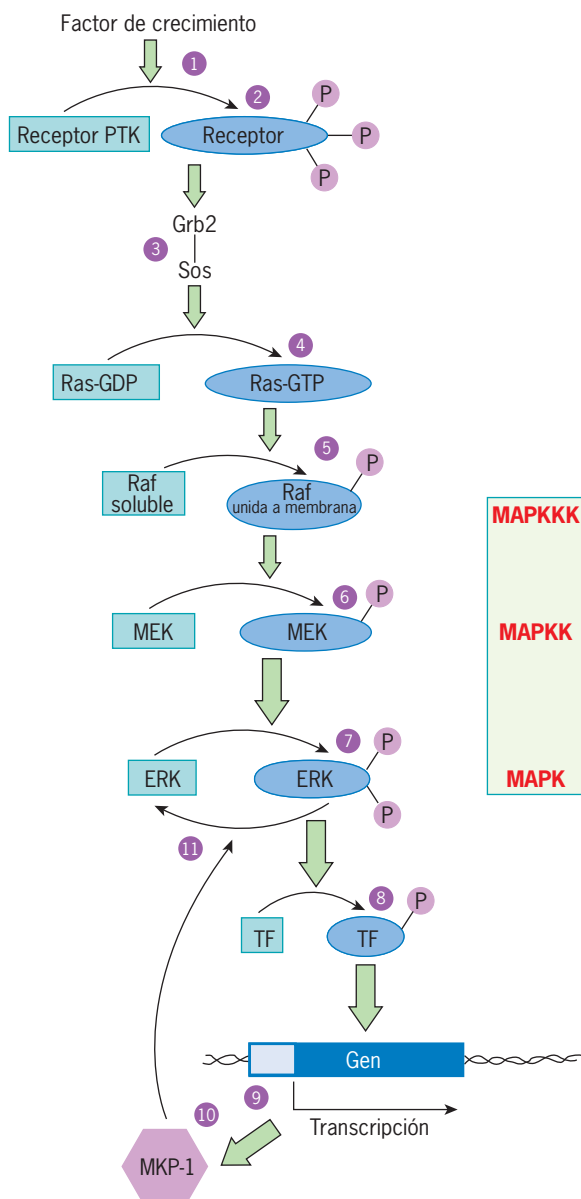 Factor de crecimiento
1
2
P
Receptor PTK
Receptor
P
P
Grb2
3
Sos
4
Ras-GDP
Ras-GTP
5
P
Raf
soluble
Raf
unida a membrana
MAPKKK
6
P
MEK
MEK
MAPKK
7
P
ERK
ERK
P
MAPK
11
8
P
TF
TF
Gen
9
Transcripción
10
MKP-1